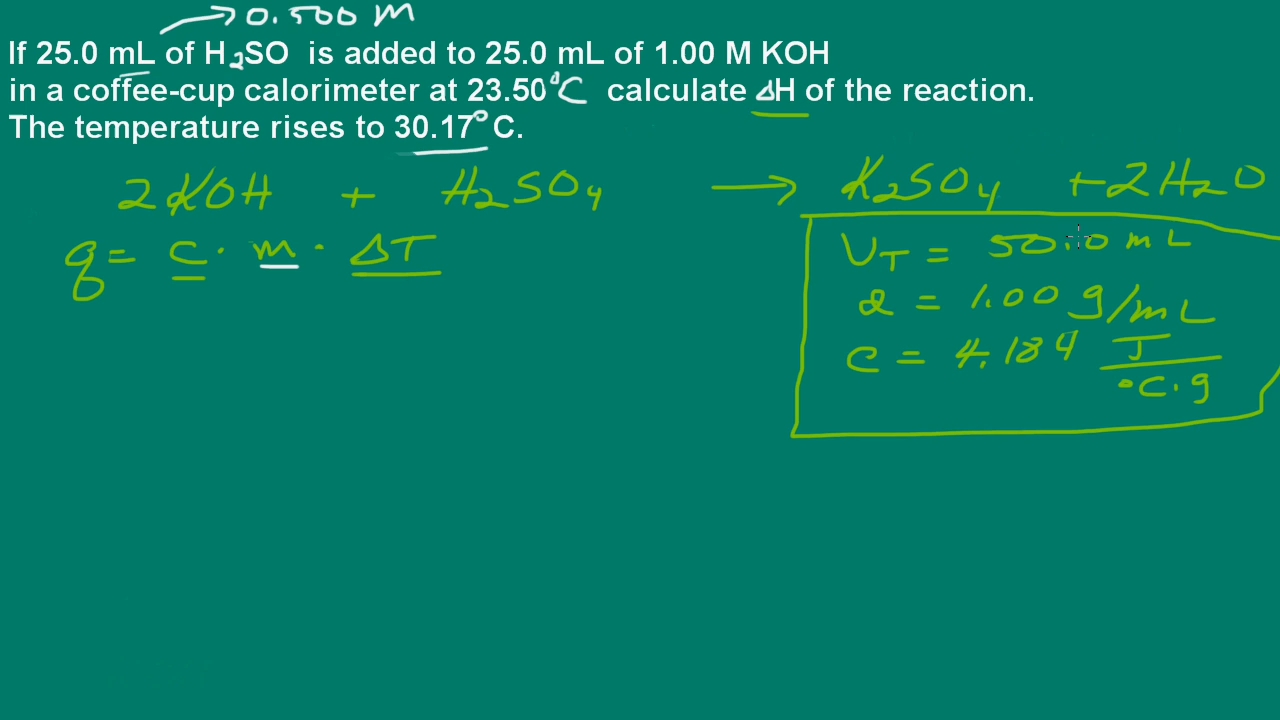 → 0.500 M
If 25.0 mL of H₂SO is added to 25.0 mL of 1.00 M KOH
in a coffee-cup calorimeter at 23.50°C calculate ΔH of the reaction.
The temperature rises to 30.17° C.
2KOH + H₂SO₄ → K₂SO₄ + 2H₂O
q = c · m · ΔT
V_T = 50.0 mL
d = 1.00 g/mL
c = 4.184 J/°C·g